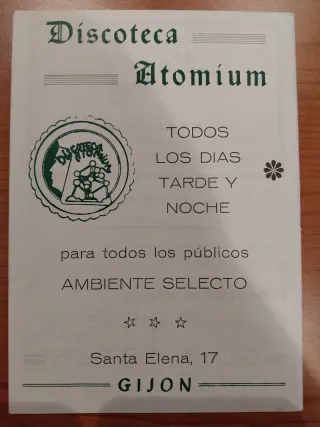 Discoteca
Atomium
TODOS
LOS DIAS
TARDE Y
NOCHE
para todos los públicos
AMBIENTE SELECTO
Santa Elena, 17
GIJON